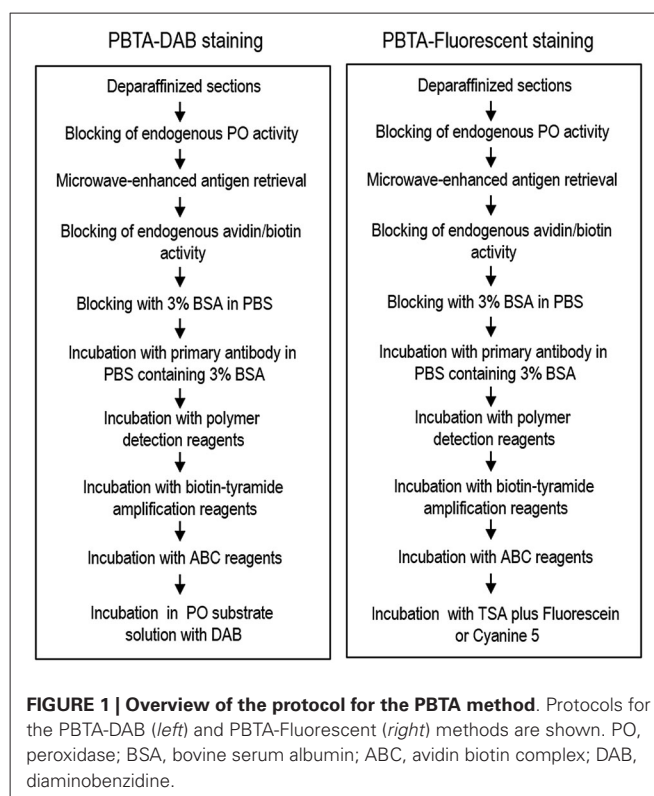 PBTA-DAB staining
Deparaffinized sections
Blocking of endogenous PO activity
Microwave-enhanced antigen retrieval
Blocking of endogenous avidin/biotin
activity
Blocking with 3% BSA in PBS
Incubation with primary antibody in
PBS containing 3% BSA
Incubation with polymer
detection reagents
Incubation with biotin-tyramide
amplification reagents
Incubation with ABC reagents
Incubation in PO substrate
solution with DAB
PBTA-Fluorescent staining
Deparaffinized sections
Blocking of endogenous PO activity
Microwave-enhanced antigen retrieval
Blocking of endogenous avidin/biotin
activity
Blocking with 3% BSA in PBS
Incubation with primary antibody in
PBS containing 3% BSA
Incubation with polymer
detection reagents
Incubation with biotin-tyramide
amplification reagents
Incubation with ABC reagents
Incubation with TSA plus Fluorescein
or Cyanine 5
FIGURE 1 | Overview of the protocol for the PBTA method. Protocols for
the PBTA-DAB (left) and PBTA-Fluorescent (right) methods are shown. PO,
peroxidase; BSA, bovine serum albumin; ABC, avidin biotin complex; DAB,
diaminobenzidine.